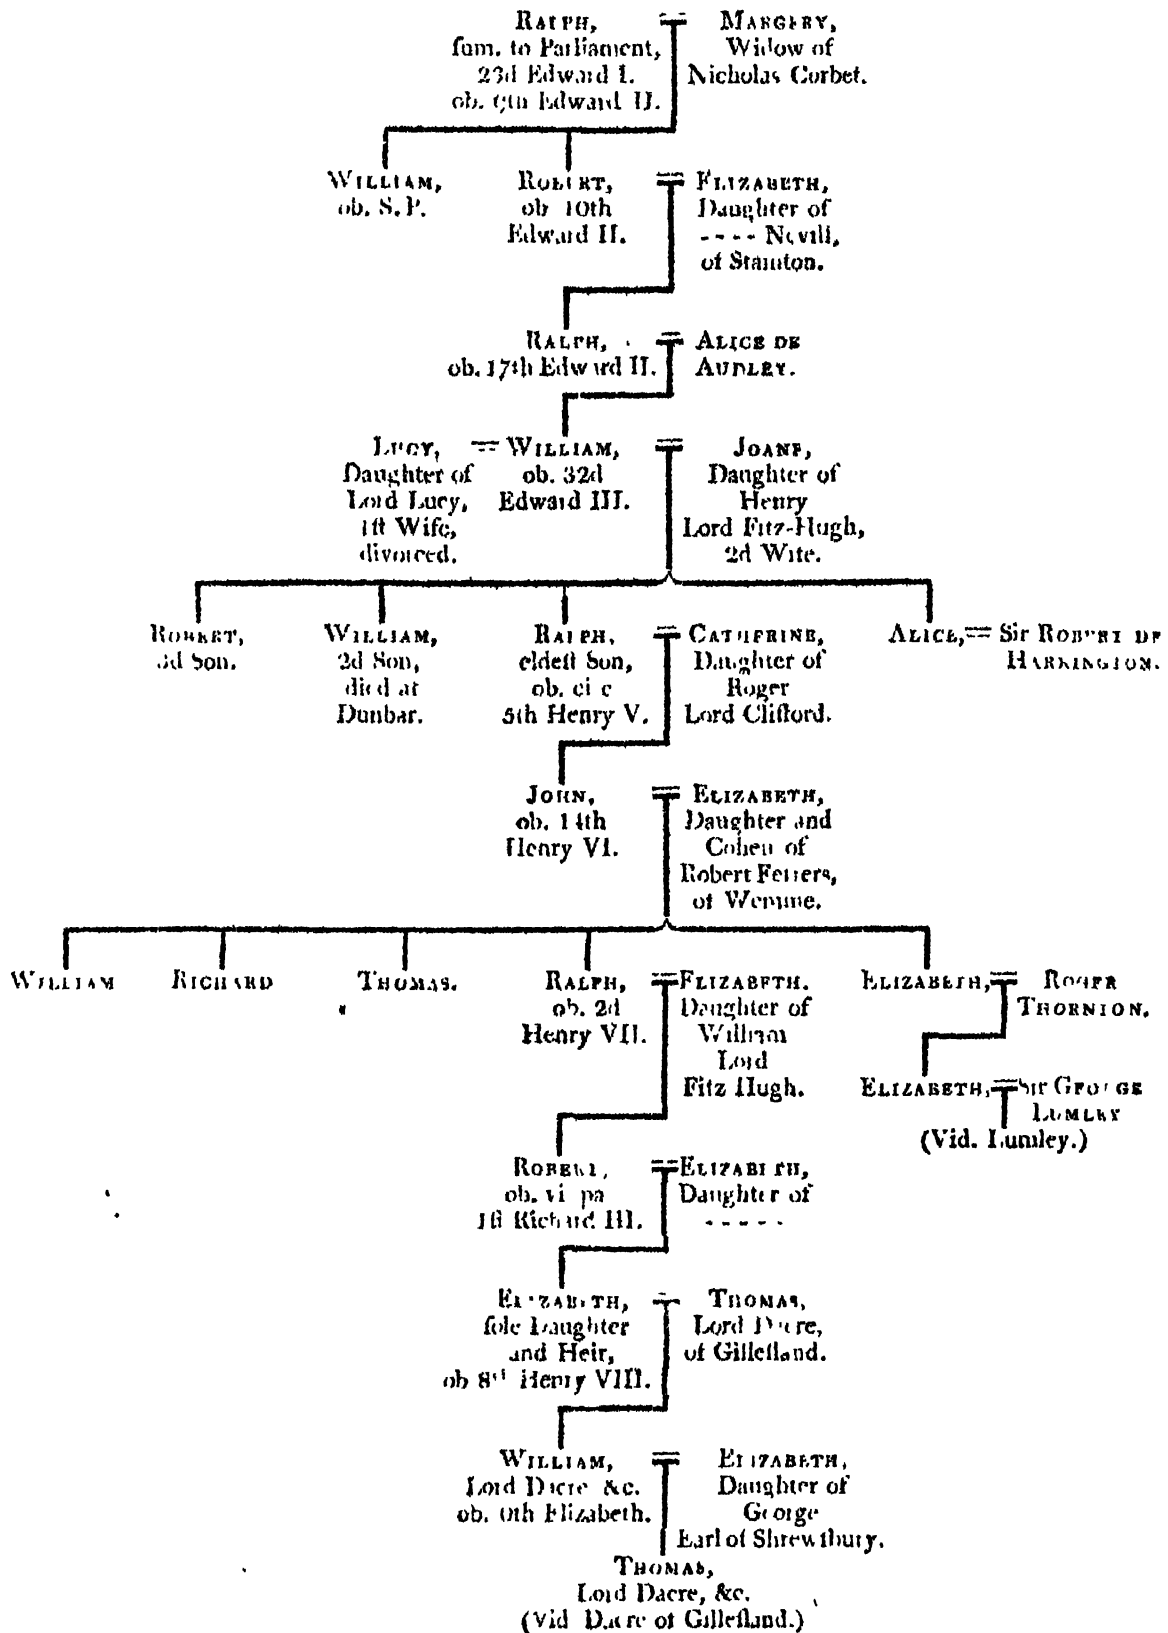 RALPH,
sum. to Parliament,
23d Edward I.
ob. 9th Edward II.
MARGERY,
Widow of
Nicholas Corbet.
WILLIAM,
ob. S.P.
ROBERT,
ob 10th
Edward II.
ELIZABETH,
Daughter of
- - - - Nevill,
of Stainton.
RALPH,
ob. 17th Edward II.
ALICE DE
AUDLEY.
LUCY,
Daughter of
Lord Lucy,
1st Wife,
divorced.
WILLIAM,
ob. 32d
Edward III.
JOANE,
Daughter of
Henry
Lord Fitz-Hugh,
2d Wife.
ROBERT,
3d Son.
WILLIAM,
2d Son,
died at
Dunbar.
RALPH,
eldest Son,
ob. circ
5th Henry V.
CATHERINE,
Daughter of
Roger
Lord Clifford.
ALICE,
Sir ROBERT DE
HARRINGTON.
JOHN,
ob. 14th
Henry VI.
ELIZABETH,
Daughter and
Coheir of
Robert Ferrers,
of Wemme.
WILLIAM
RICHARD
THOMAS.
RALPH,
ob. 2d
Henry VII.
ELIZABETH.
Daughter of
William
Lord
Fitz Hugh.
ELIZABETH,
ROGER
THORNTON.
ELIZABETH,
Sir GEORGE
LUMLEY
(Vid. Lumley.)
ROBERT,
ob. vi pa
1st Richard III.
ELIZABETH,
Daughter of
- - - - -
ELIZABETH,
sole Daughter
and Heir,
ob 8th Henry VIII.
THOMAS,
Lord Dacre,
of Gillesland.
WILLIAM,
Lord Dacre &c.
ob. Elizabeth.
ELIZABETH,
Daughter of
George
Earl of Shrewsbury.
THOMAS,
Lord Dacre, &c.
(Vid Dacre of Gillesland.)